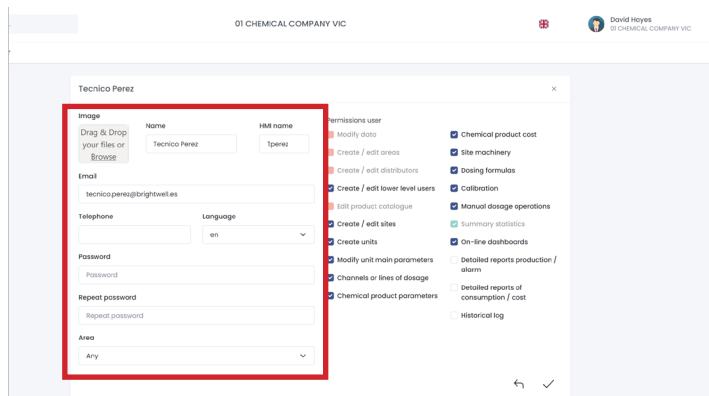 01 CHEMICAL COMPANY VIC
David Hoyes
01 CHEMICAL COMPANY VIC
Tecnico Perez
×
Image
Drag & Drop
your files or
Browse
Name
Tecnico Perez
HMI name
Tperez
Email
tecnico.perez@brightwell.es
Telephone
Language
en
Password
Password
Repeat password
Repeat password
Area
Any
Permissions user
Modify data
Create / edit areas
Create / edit distributors
Create / edit lower level users
Edit product catalogue
Create / edit sites
Create units
Modify unit main parameters
Channels or lines of dosage
Chemical product parameters
Chemical product cost
Site machinery
Dosing formulas
Calibration
Manual dosage operations
Summary statistics
On-line dashboards
Detailed reports production /
alarm
Detailed reports of
consumption / cost
Historical log